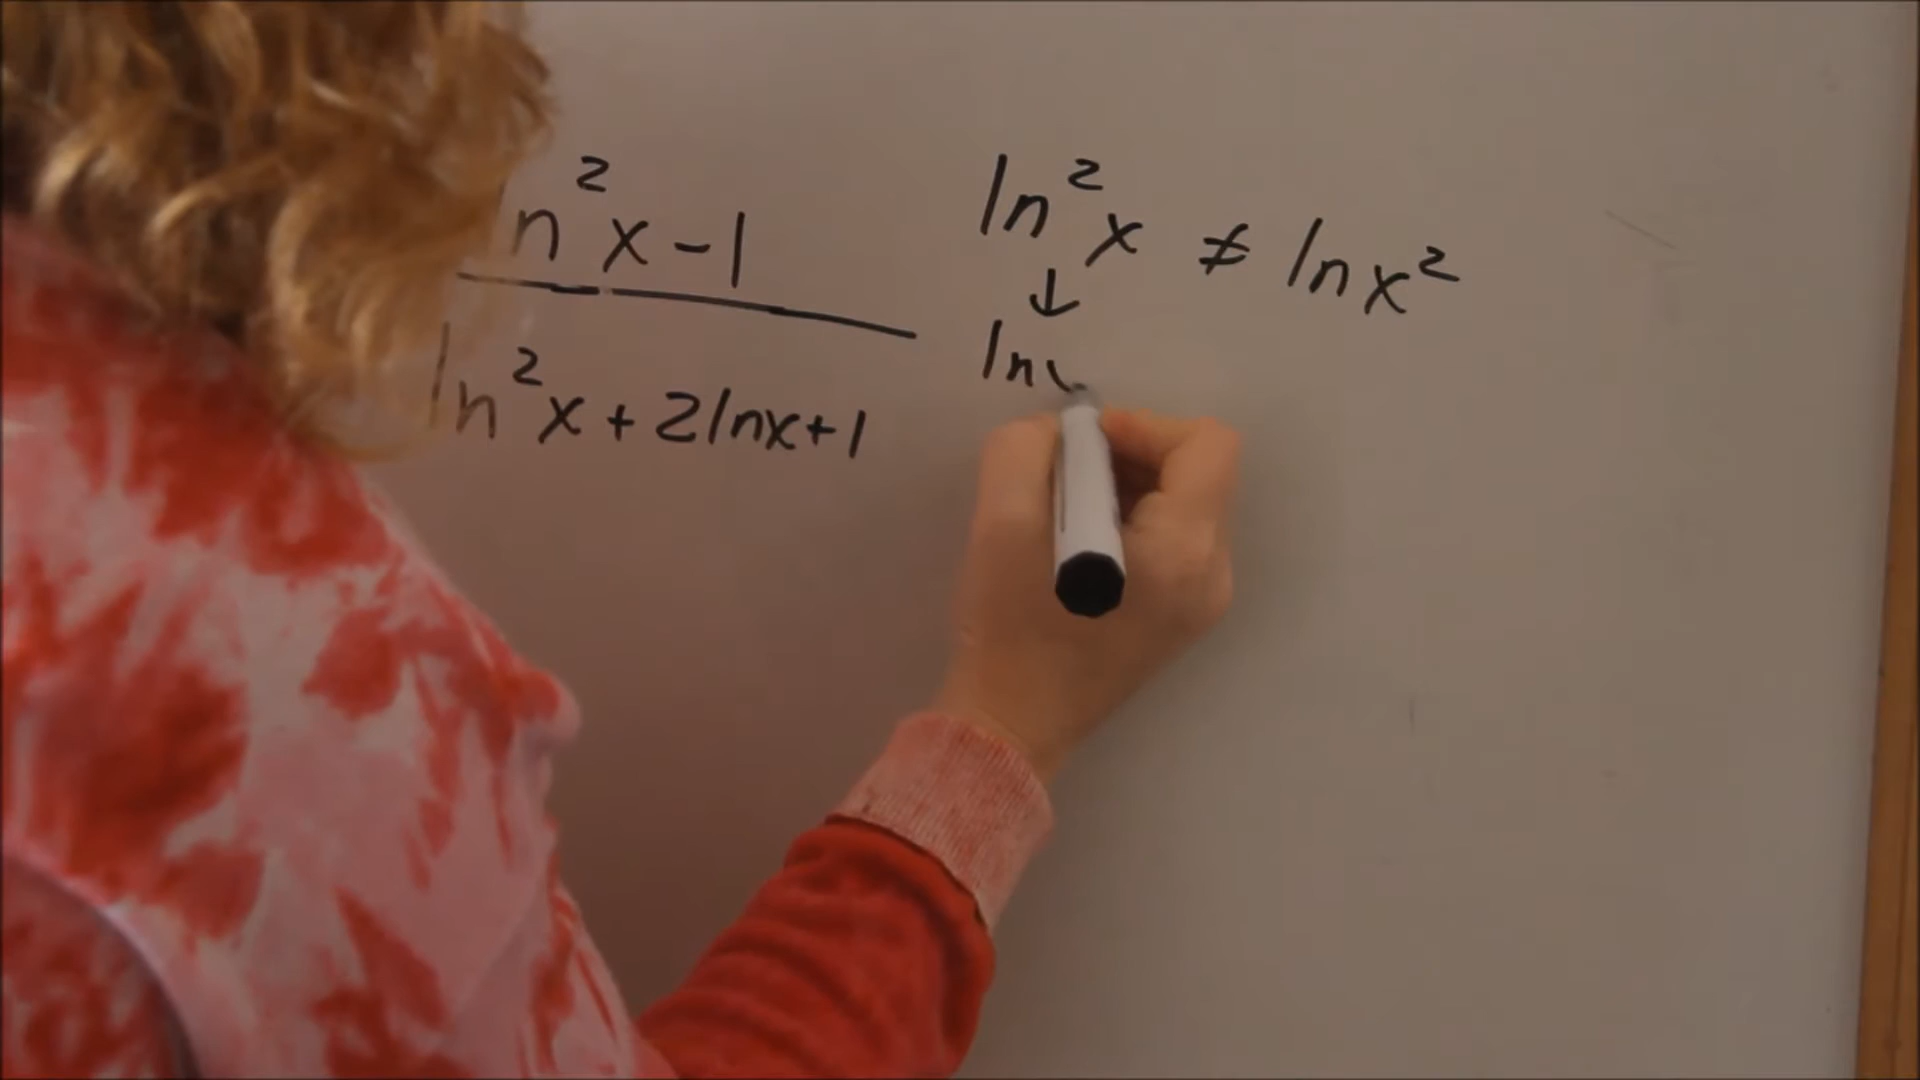 ln²x - 1
ln²x + 2lnx + 1
ln²x ≠ lnx²
↓
ln